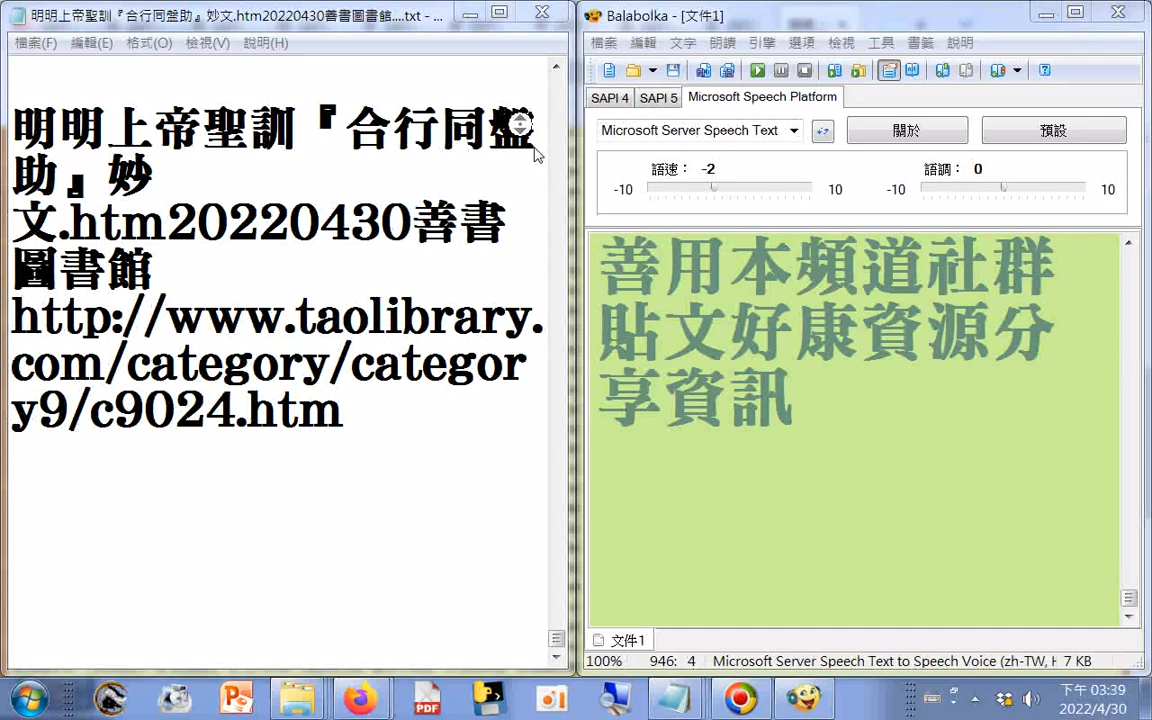 明明上帝聖訓『合行同盤助』妙文.htm20220430善書圖書館....txt - ...
檔案(F) 編輯(E) 格式(O) 檢視(V) 說明(H)
明明上帝聖訓『合行同盤
助』妙
文.htm20220430善書
圖書館
http://www.taolibrary.
com/category/categor
y9/c9024.htm
Balabolka - [文件1]
檔案 編輯 文字 朗讀 引擎 選項 檢視 工具 書籤 說明
SAPI 4 SAPI 5 Microsoft Speech Platform
Microsoft Server Speech Text 關於 預設
語速： -2 語調： 0
-10 10 -10 10
善用本頻道社群
貼文好康資源分
享資訊
文件1
100% 946: 4 Microsoft Server Speech Text to Speech Voice (zh-TW, H 7 KB
PDF
下午 03:39
2022/4/30